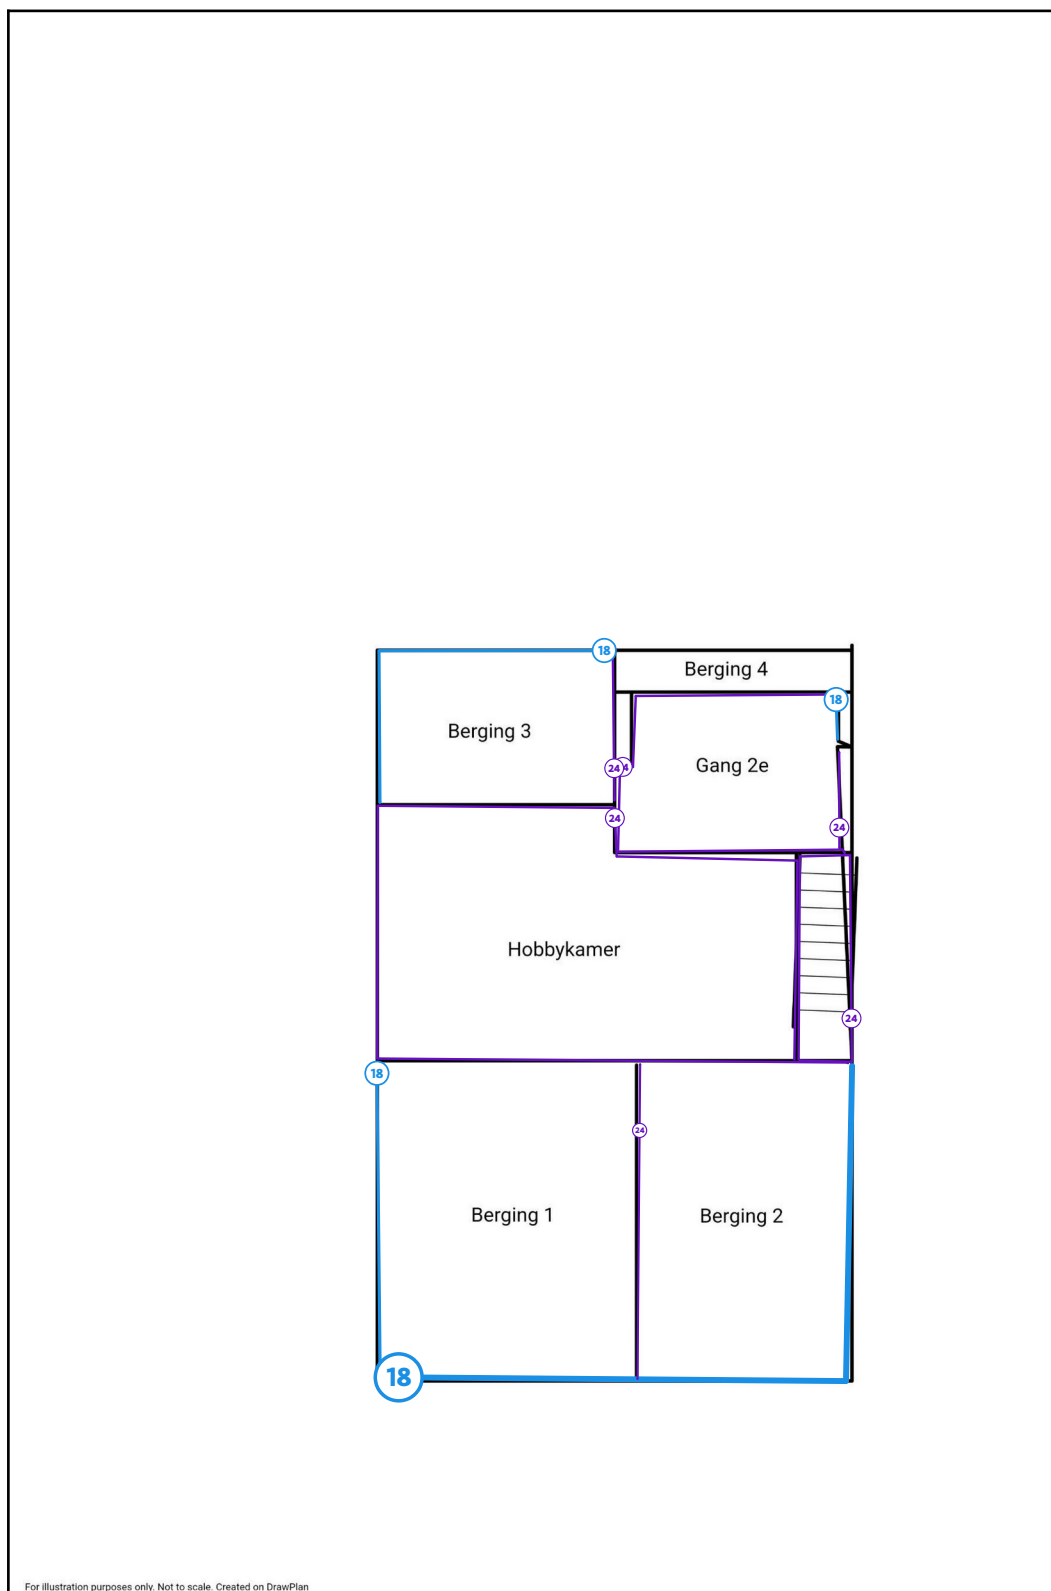 18
Berging 4
18
Berging 3
Gang 2e
24
4
24
24
Hobbykamer
24
18
24
Berging 1
Berging 2
18
For illustration purposes only. Not to scale. Created on DrawPlan